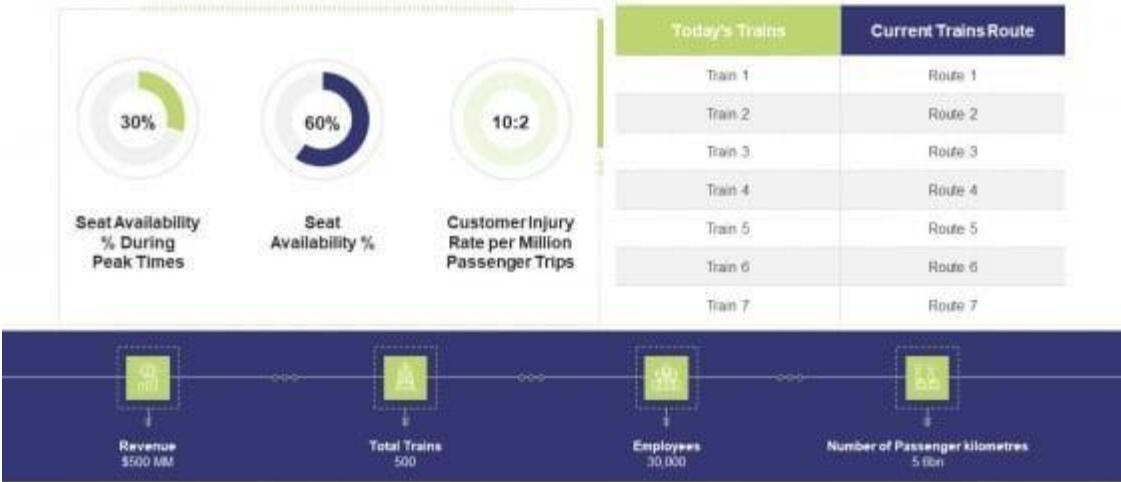 30%
60%
10:2
Seat Availability
% During
Peak Times
Seat
Availability %
Customer Injury
Rate per Million
Passenger Trips
Today's Trains Current Trains Route
Train 1 Route 1
Train 2 Route 2
Train 3 Route 3
Train 4 Route 4
Train 5 Route 5
Train 6 Route 6
Train 7 Route 7
Revenue
$500 MM
Total Trains
500
Employees
30,000
Number of Passenger kilometres
5.6bn